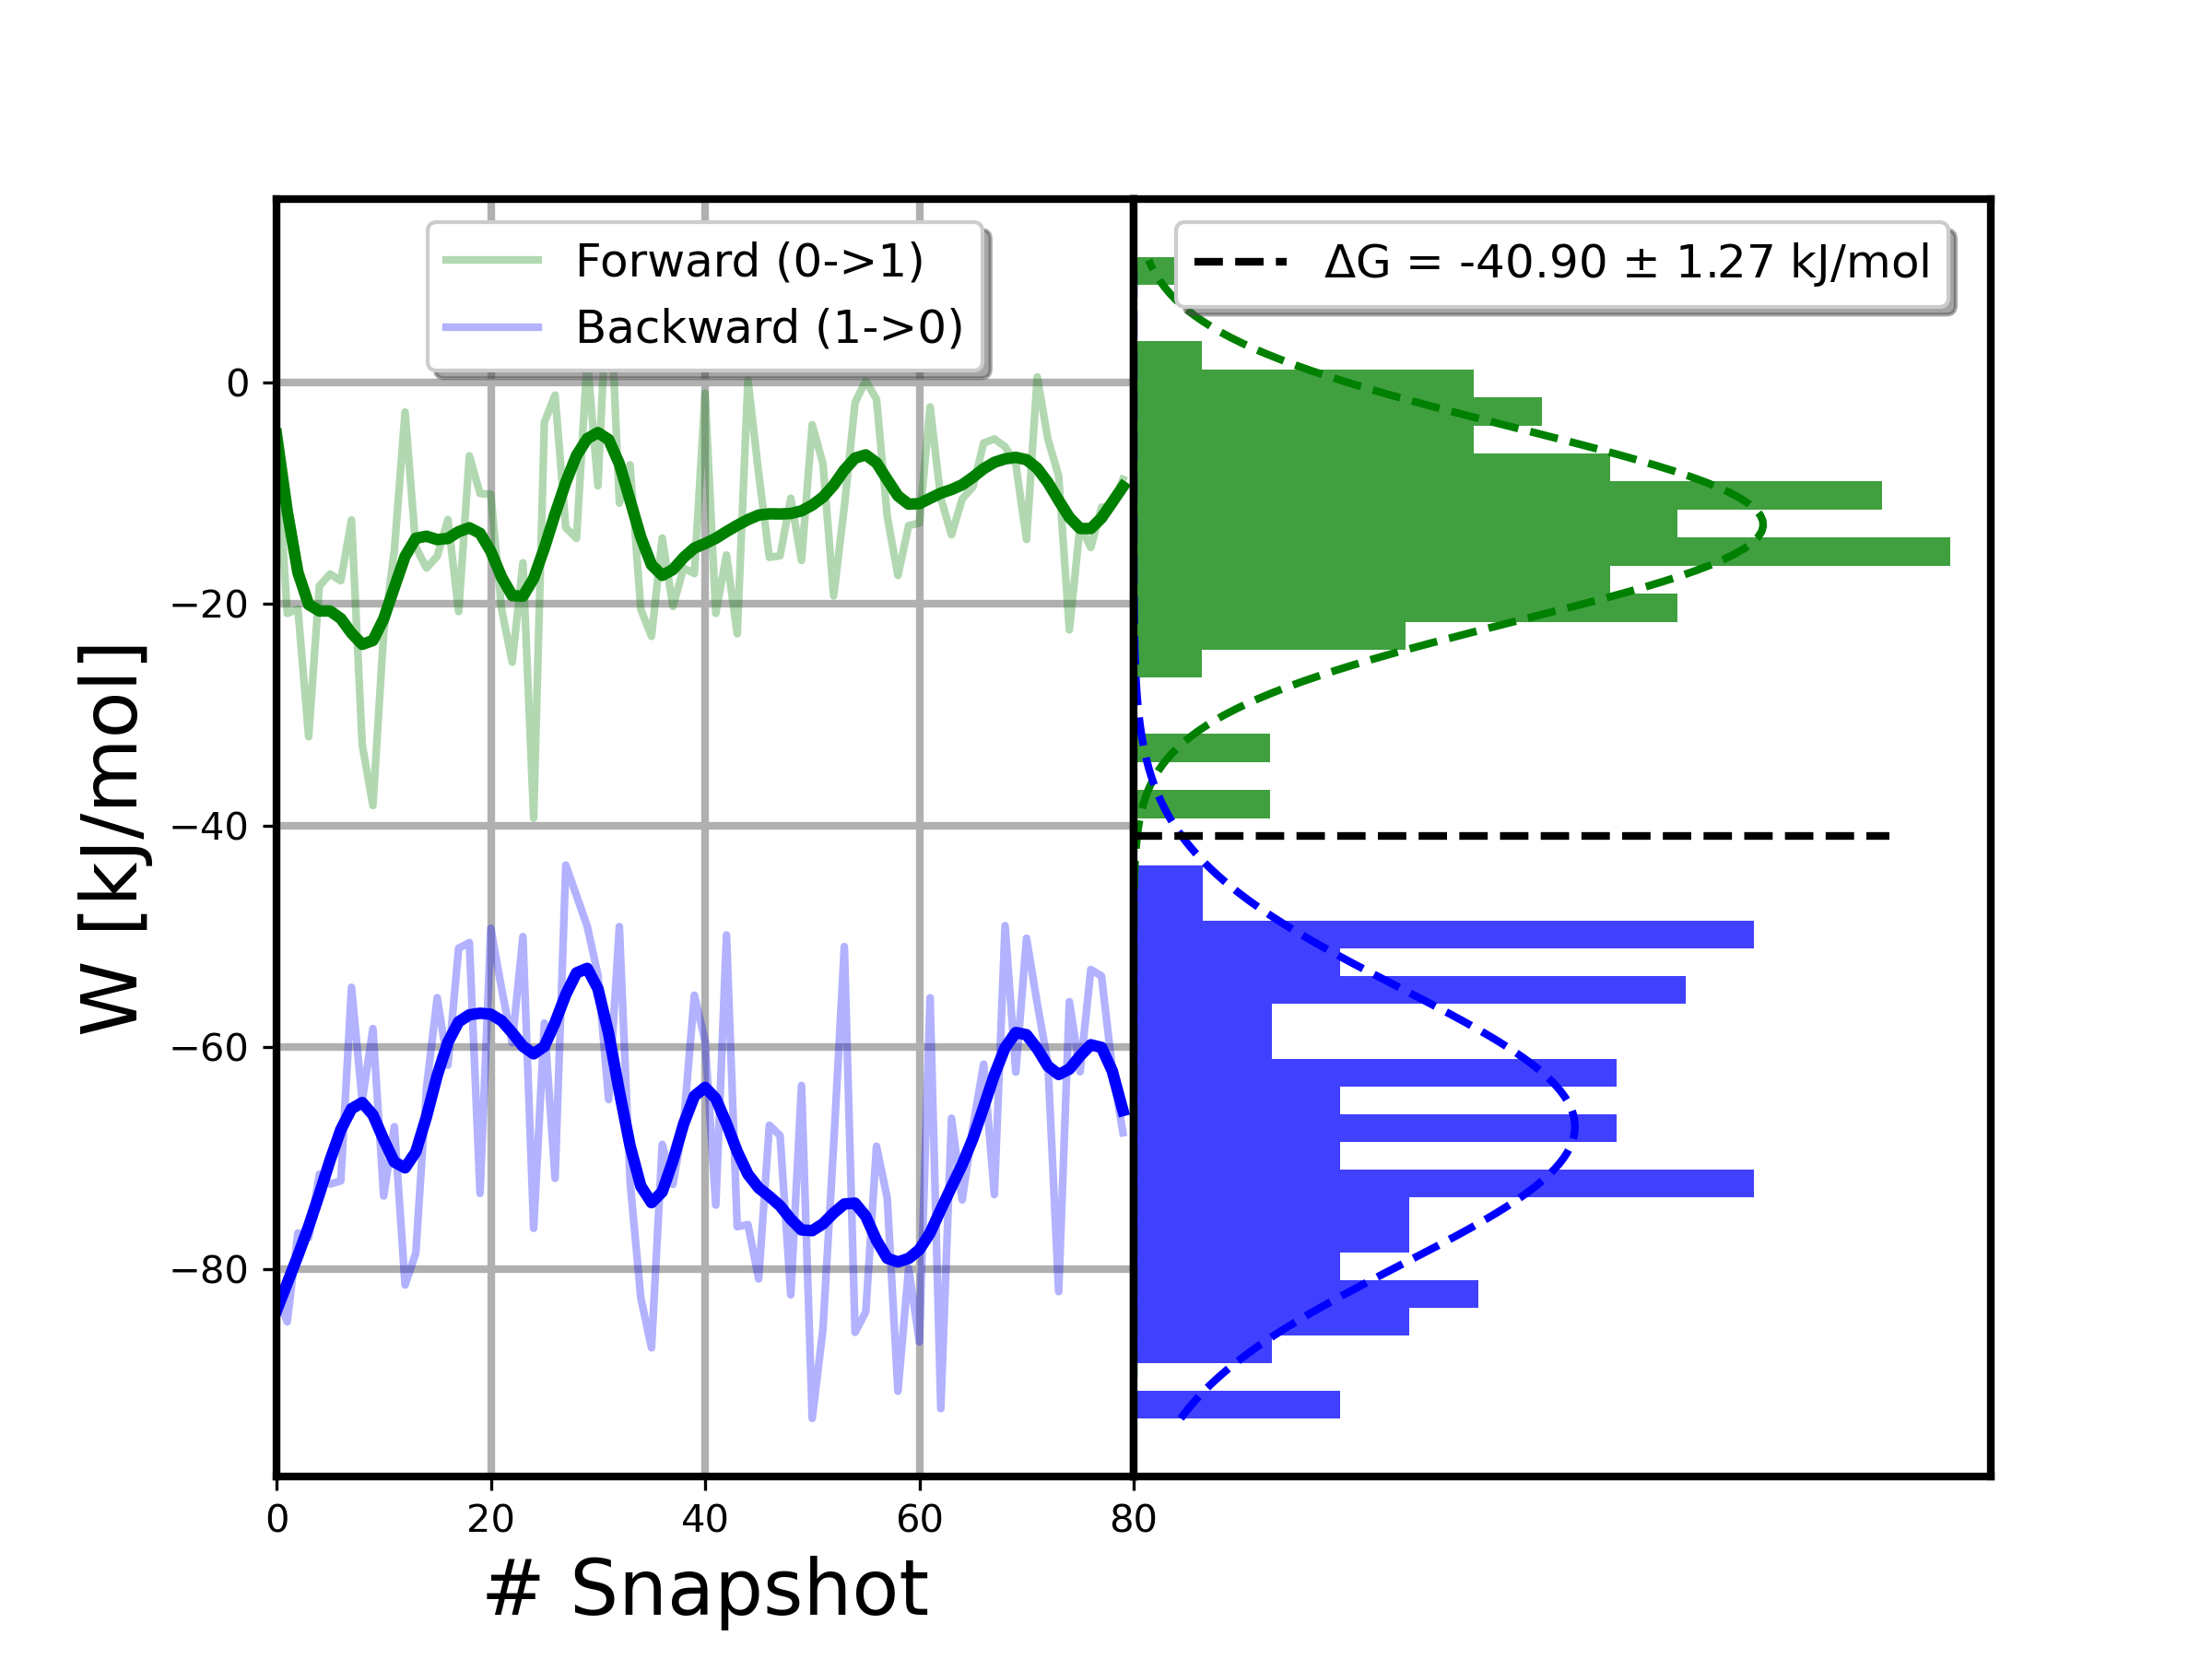 Forward (0->1)
Backward (1->0)
ΔG = -40.90 ± 1.27 kJ/mol
W [kJ/mol]
0
−20
−40
−60
−80
0 20 40 60 80
# Snapshot